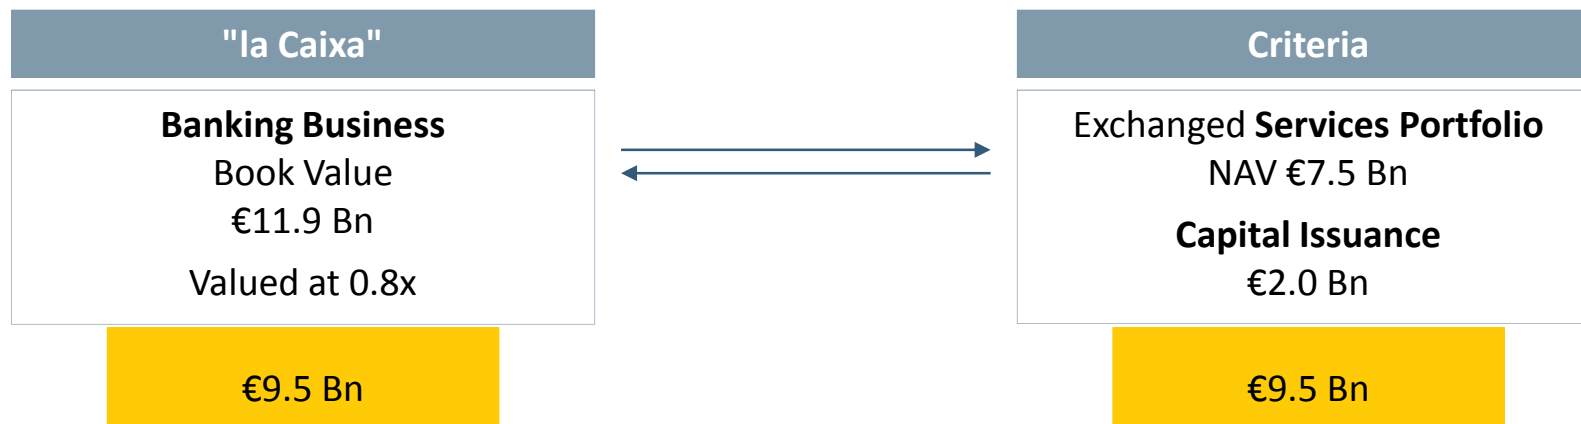 "la Caixa"
Banking Business
Book Value
€11.9 Bn
Valued at 0.8x
€9.5 Bn
Criteria
Exchanged Services Portfolio
NAV €7.5 Bn
Capital Issuance
€2.0 Bn
€9.5 Bn